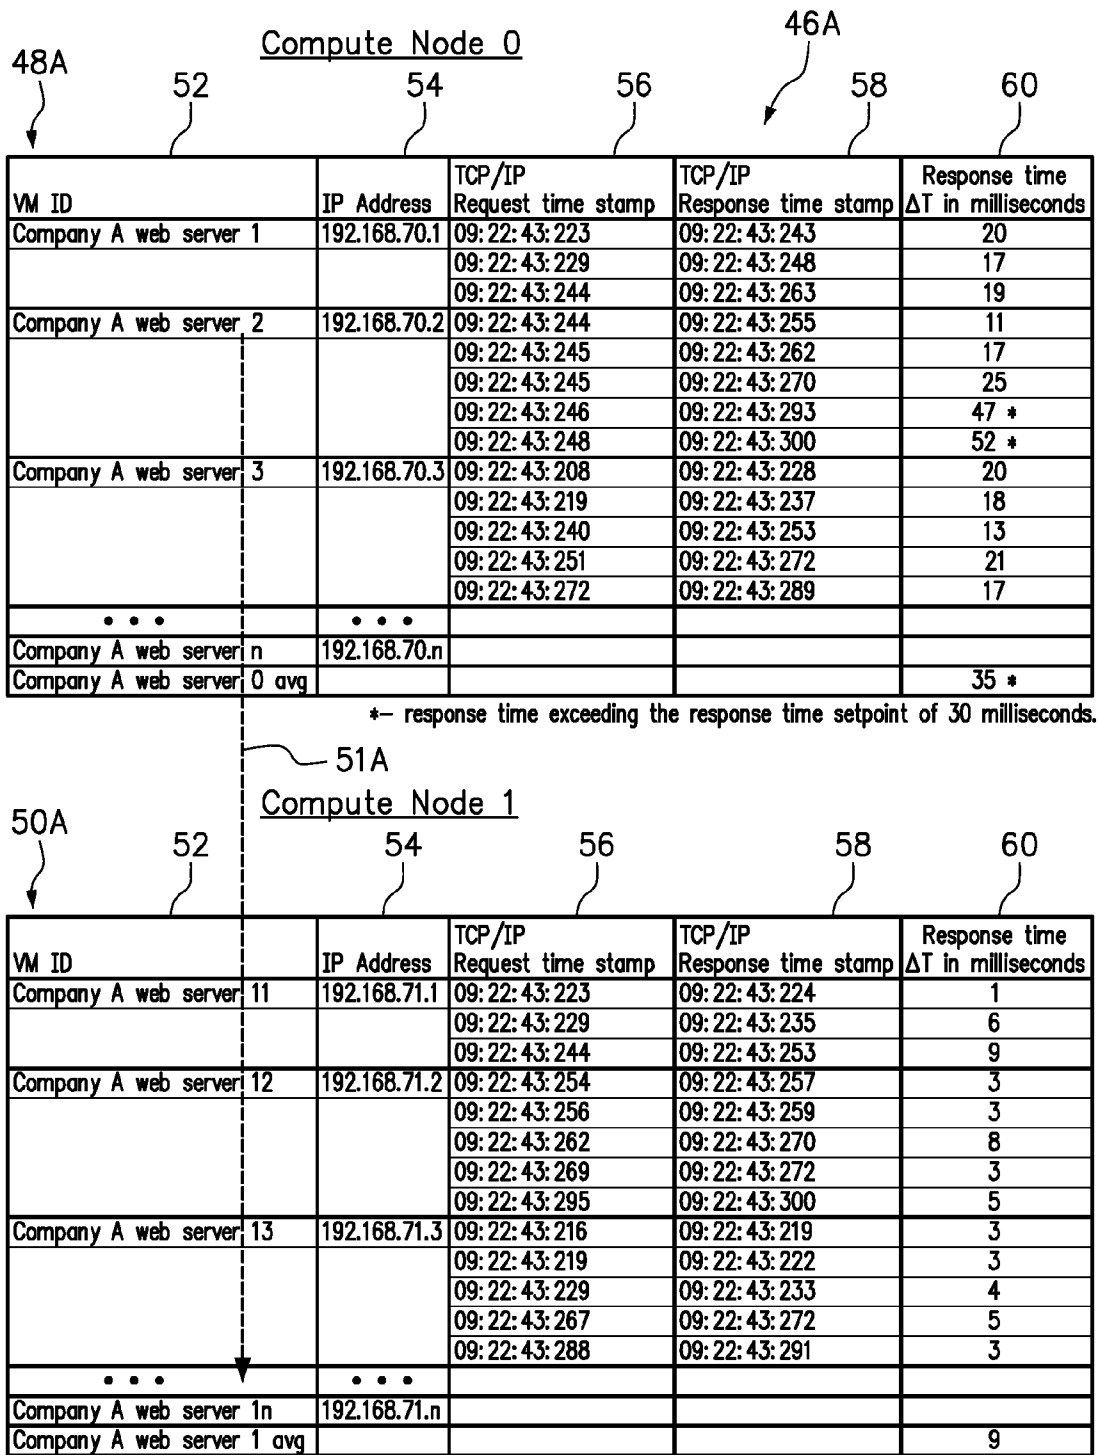 Compute Node 0
46A
48A
52
54
56
58
60
VM ID | IP Address | TCP/IP Request time stamp | TCP/IP Response time stamp | Response time ΔT in milliseconds
Company A web server 1 | 192.168.70.1 | 09:22:43:223 | 09:22:43:243 | 20
09:22:43:229 | 09:22:43:248 | 17
09:22:43:244 | 09:22:43:263 | 19
Company A web server 2 | 192.168.70.2 | 09:22:43:244 | 09:22:43:255 | 11
09:22:43:245 | 09:22:43:262 | 17
09:22:43:245 | 09:22:43:270 | 25
09:22:43:246 | 09:22:43:293 | 47 *
09:22:43:248 | 09:22:43:300 | 52 *
Company A web server 3 | 192.168.70.3 | 09:22:43:208 | 09:22:43:228 | 20
09:22:43:219 | 09:22:43:237 | 18
09:22:43:240 | 09:22:43:253 | 13
09:22:43:251 | 09:22:43:272 | 21
09:22:43:272 | 09:22:43:289 | 17
• • • | • • •
Company A web server n | 192.168.70.n
Company A web server 0 avg | 35 *
*– response time exceeding the response time setpoint of 30 milliseconds.
51A
Compute Node 1
50A
52
54
56
58
60
VM ID | IP Address | TCP/IP Request time stamp | TCP/IP Response time stamp | Response time ΔT in milliseconds
Company A web server 11 | 192.168.71.1 | 09:22:43:223 | 09:22:43:224 | 1
09:22:43:229 | 09:22:43:235 | 6
09:22:43:244 | 09:22:43:253 | 9
Company A web server 12 | 192.168.71.2 | 09:22:43:254 | 09:22:43:257 | 3
09:22:43:256 | 09:22:43:259 | 3
09:22:43:262 | 09:22:43:270 | 8
09:22:43:269 | 09:22:43:272 | 3
09:22:43:295 | 09:22:43:300 | 5
Company A web server 13 | 192.168.71.3 | 09:22:43:216 | 09:22:43:219 | 3
09:22:43:219 | 09:22:43:222 | 3
09:22:43:229 | 09:22:43:233 | 4
09:22:43:267 | 09:22:43:272 | 5
09:22:43:288 | 09:22:43:291 | 3
• • • | • • •
Company A web server 1n | 192.168.71.n
Company A web server 1 avg | 9